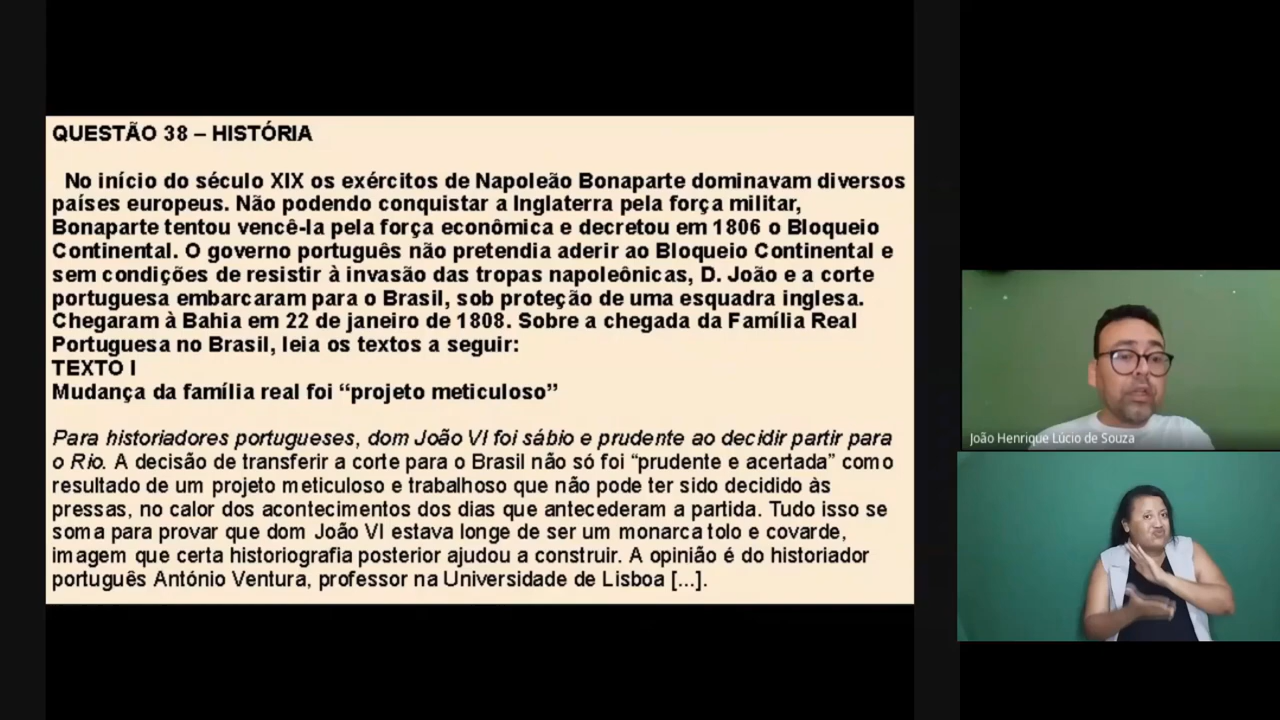 QUESTÃO 38 – HISTÓRIA
No início do século XIX os exércitos de Napoleão Bonaparte dominavam diversos
países europeus. Não podendo conquistar a Inglaterra pela força militar,
Bonaparte tentou vencê-la pela força econômica e decretou em 1806 o Bloqueio
Continental. O governo português não pretendia aderir ao Bloqueio Continental e
sem condições de resistir à invasão das tropas napoleônicas, D. João e a corte
portuguesa embarcaram para o Brasil, sob proteção de uma esquadra inglesa.
Chegaram à Bahia em 22 de janeiro de 1808. Sobre a chegada da Família Real
Portuguesa no Brasil, leia os textos a seguir:
TEXTO I
Mudança da família real foi “projeto meticuloso”
Para historiadores portugueses, dom João VI foi sábio e prudente ao decidir partir para
o Rio. A decisão de transferir a corte para o Brasil não só foi “prudente e acertada” como
resultado de um projeto meticuloso e trabalhoso que não pode ter sido decidido às
pressas, no calor dos acontecimentos dos dias que antecederam a partida. Tudo isso se
soma para provar que dom João VI estava longe de ser um monarca tolo e covarde,
imagem que certa historiografia posterior ajudou a construir. A opinião é do historiador
português António Ventura, professor na Universidade de Lisboa [...].
João Henrique Lúcio de Souza